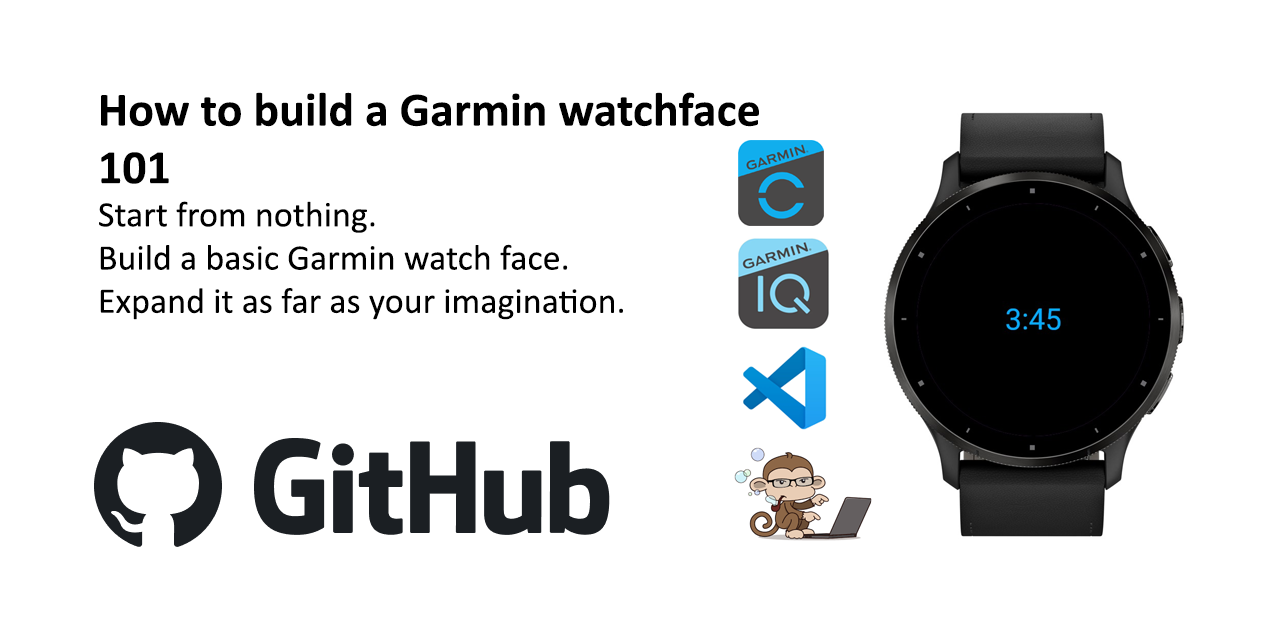 How to build a Garmin watchface
101
Start from nothing.
Build a basic Garmin watch face.
Expand it as far as your imagination.
GARMIN.
C
GARMIN.
IQ
3:45
GitHub